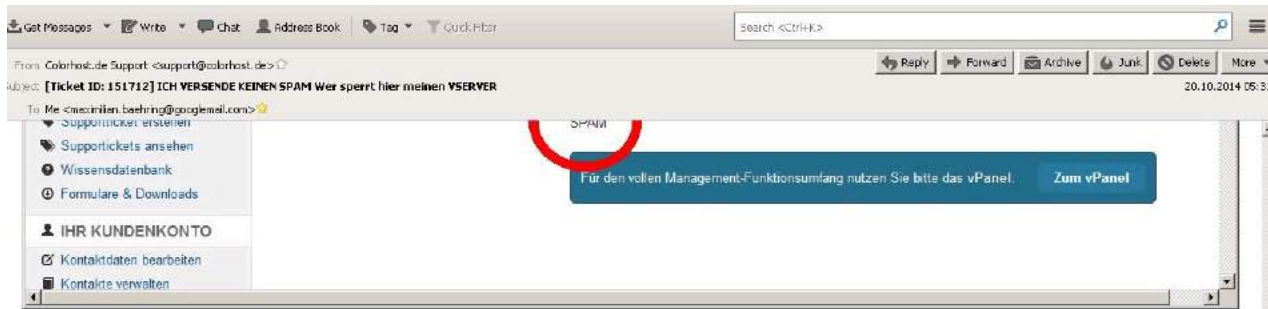 Get Messages Write Chat Address Book Tag Quick Filter Search <Ctrl+K>
From Colorhost.de Support <support@colorhost.de> Reply Forward Archive Junk Delete More
Subject: [Ticket ID: 151712] ICH VERSENDE KEINEN SPAM Wer sperrt hier meinen VSERVER 20.10.2014 05:3
To Me <maximilian.baehring@googlemail.com>
Supportticket erstellen SPAM
Supportickets ansehen
Wissensdatenbank
Für den vollen Management-Funktionsumfang nutzen Sie bitte das vPanel. Zum vPanel
Formulare & Downloads
IHR KUNDENKONTO
Kontaktdaten bearbeiten
Kontakte verwalten